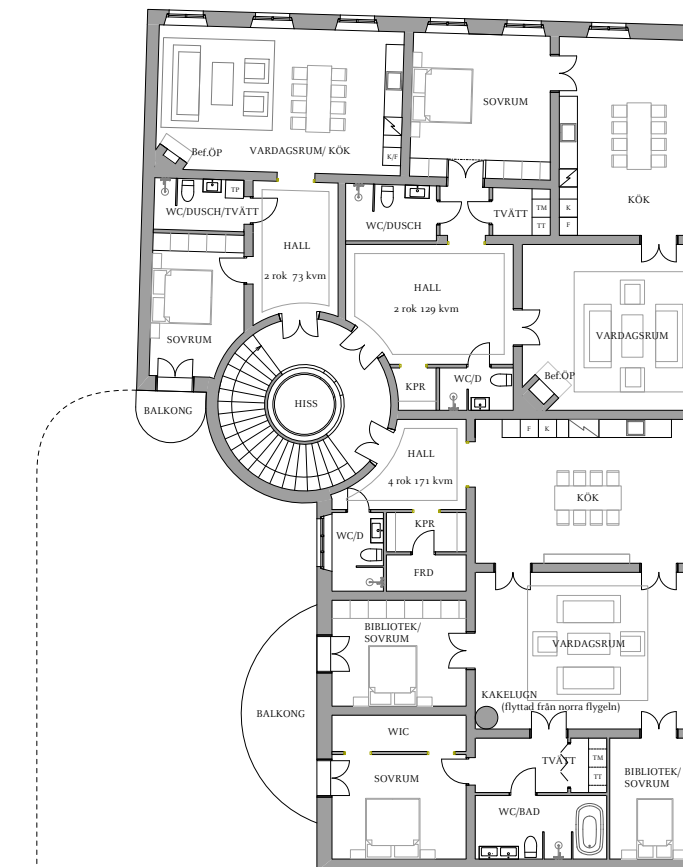 SOVRUM
Bef.ÖP
VARDAGSRUM/ KÖK
K/F
WC/DUSCH/TVÄTT
TP
WC/DUSCH
TVÄTT
TM
TT
K
F
KÖK
HALL
2 rok 73 kvm
HALL
2 rok 129 kvm
SOVRUM
VARDAGSRUM
Bef.ÖP
KPR
WC/D
BALKONG
HISS
F
K
HALL
4 rok 171 kvm
KÖK
WC/D
KPR
FRD
BIBLIOTEK/
SOVRUM
VARDAGSRUM
KAKELUGN
(flyttad från norra flygeln)
BALKONG
WIC
SOVRUM
TVÄTT
TM
TT
BIBLIOTEK/
SOVRUM
WC/BAD